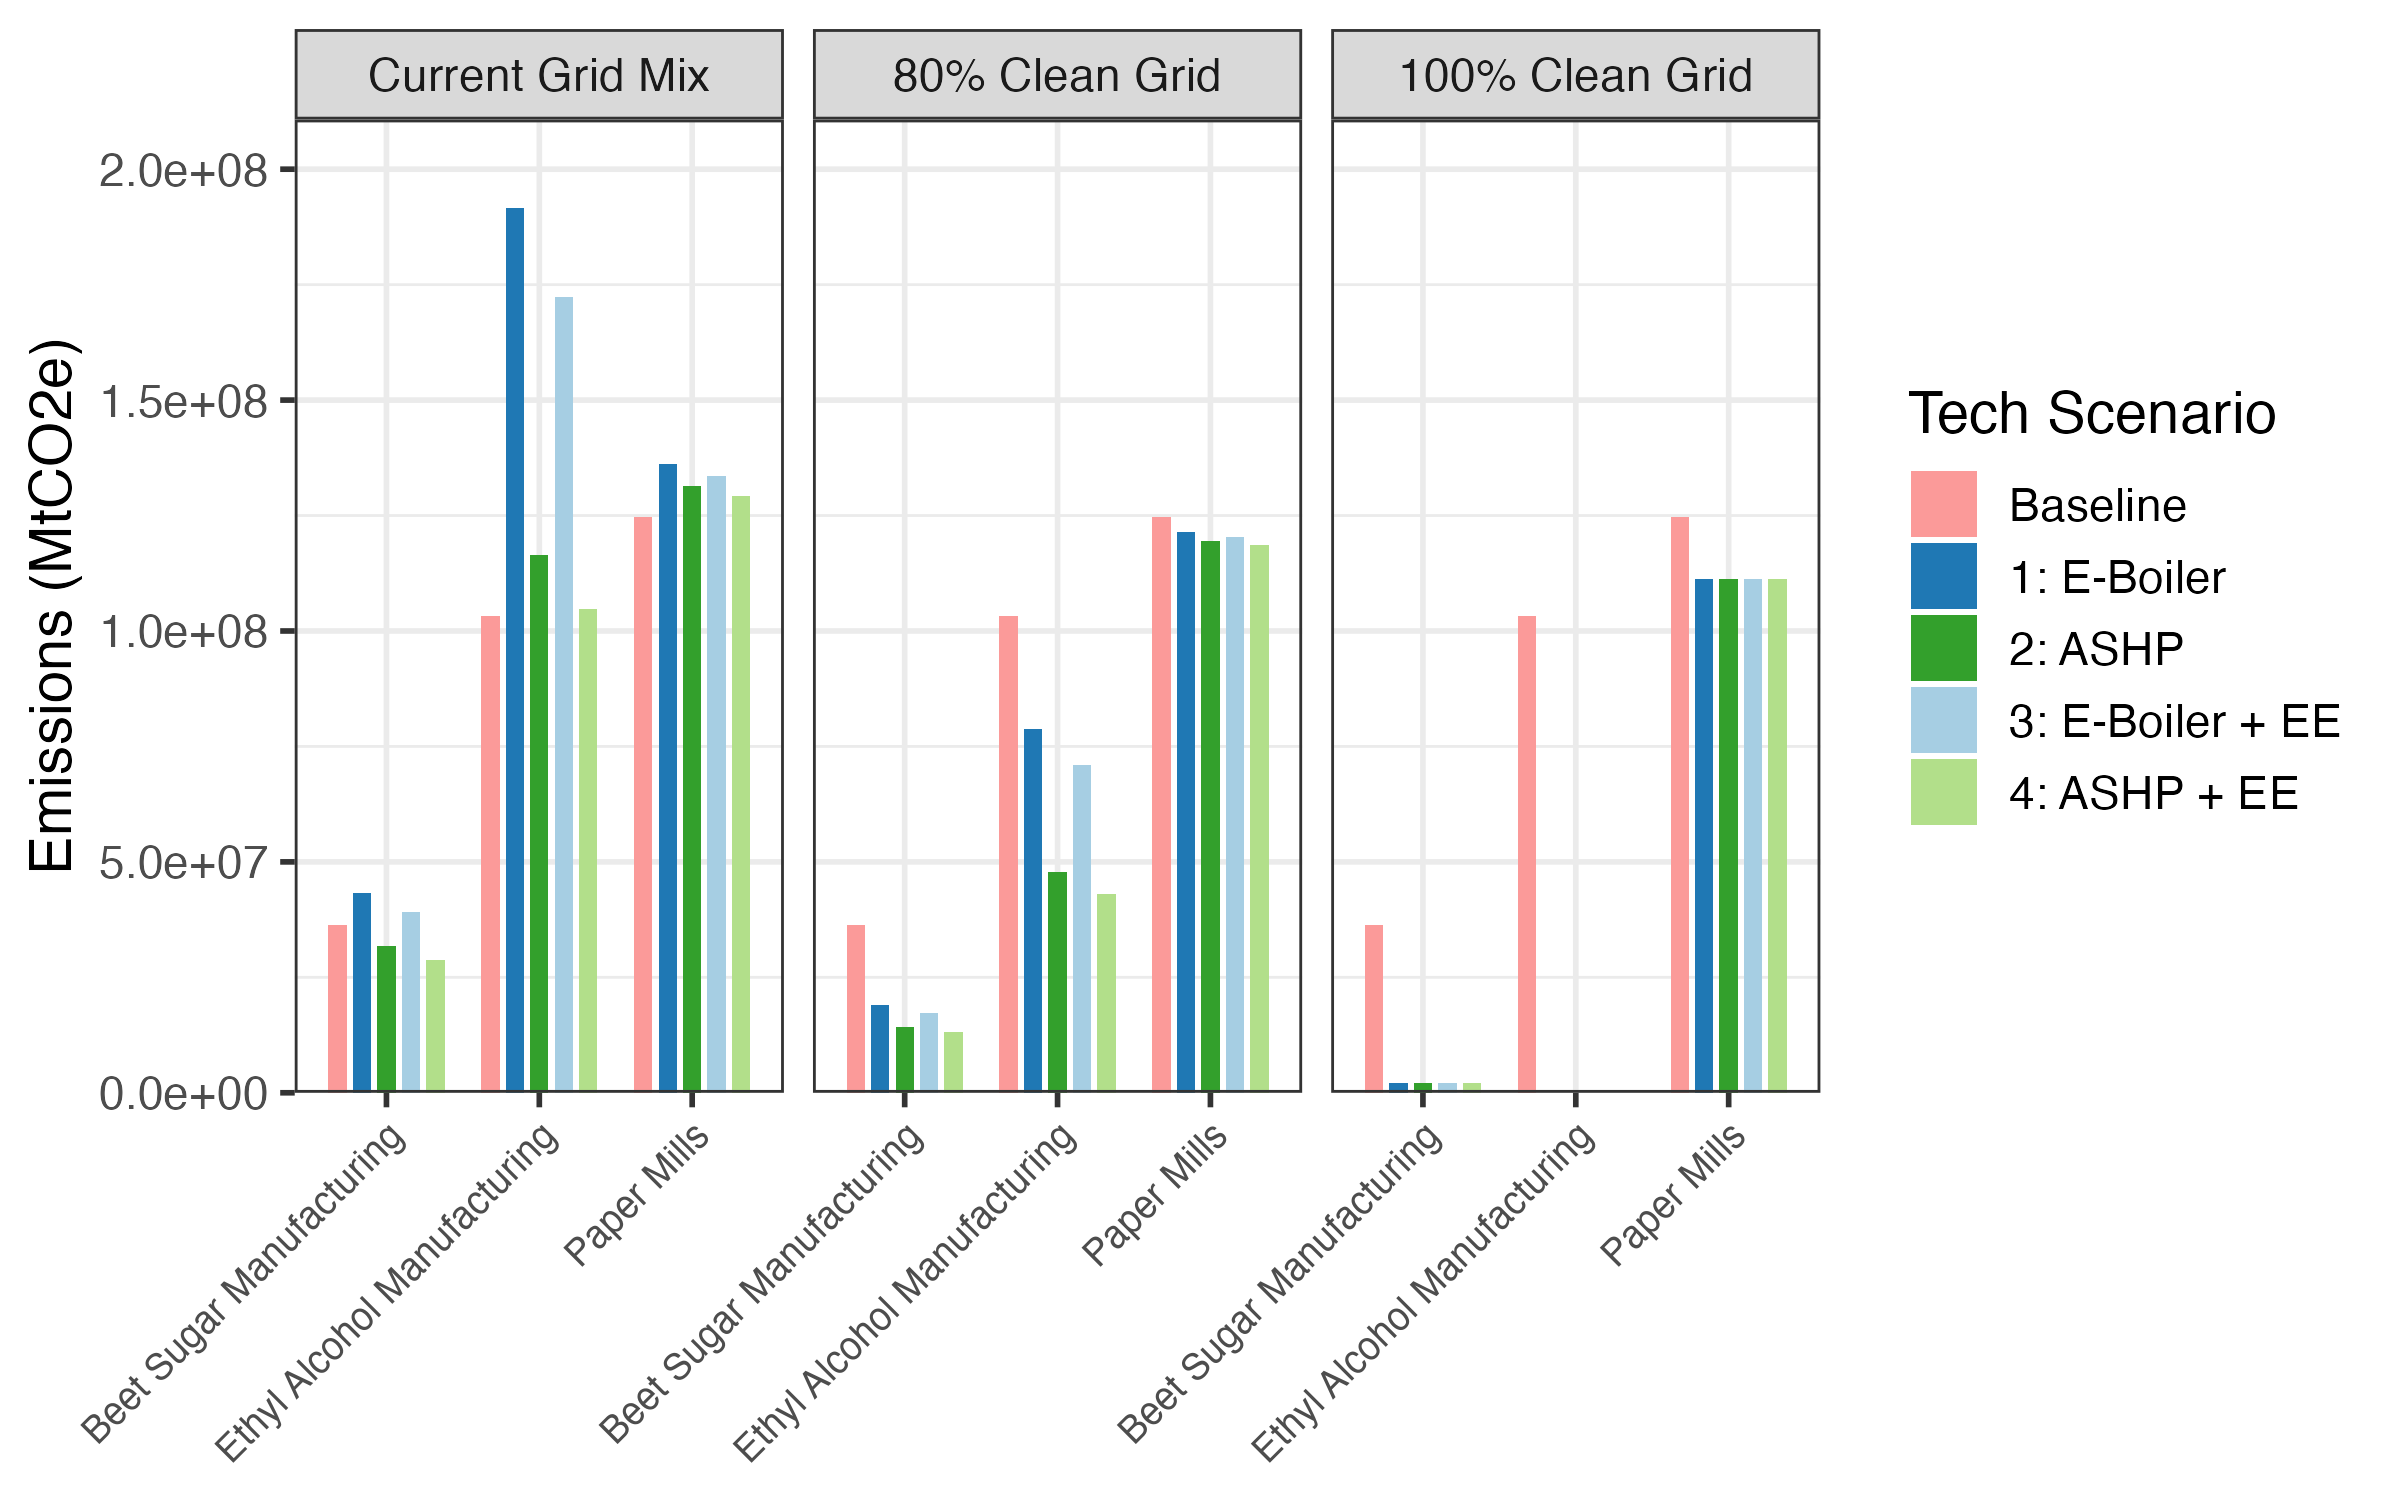 Current Grid Mix
80% Clean Grid
100% Clean Grid
Emissions (MtCO2e)
2.0e+08
1.5e+08
1.0e+08
5.0e+07
0.0e+00
Beet Sugar Manufacturing
Ethyl Alcohol Manufacturing
Paper Mills
Beet Sugar Manufacturing
Ethyl Alcohol Manufacturing
Paper Mills
Beet Sugar Manufacturing
Ethyl Alcohol Manufacturing
Paper Mills
Tech Scenario
Baseline
1: E-Boiler
2: ASHP
3: E-Boiler + EE
4: ASHP + EE